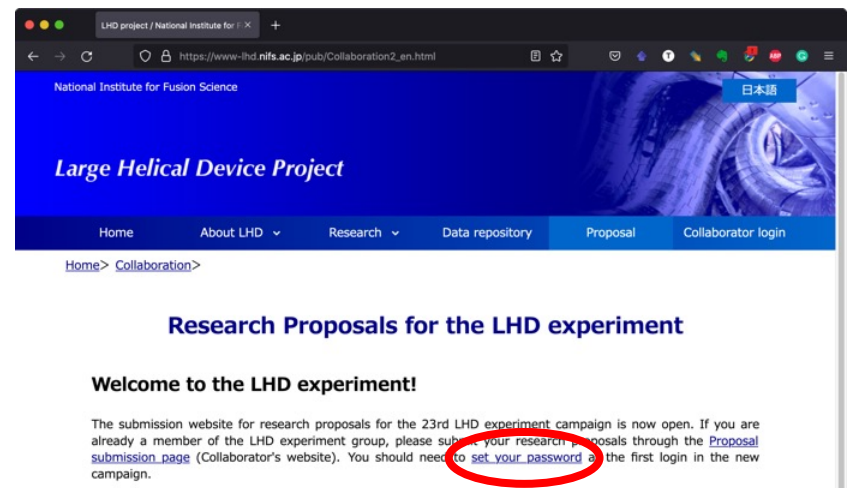 LHD project / National Institute for F
https://www-lhd.nifs.ac.jp/pub/Collaboration2_en.html
National Institute for Fusion Science
日本語
Large Helical Device Project
Home About LHD Research Data repository Proposal Collaborator login
Home> Collaboration>
Research Proposals for the LHD experiment
Welcome to the LHD experiment!
The submission website for research proposals for the 23rd LHD experiment campaign is now open. If you are
already a member of the LHD experiment group, please submit your research proposals through the Proposal
submission page (Collaborator's website). You should need to set your password at the first login in the new
campaign.